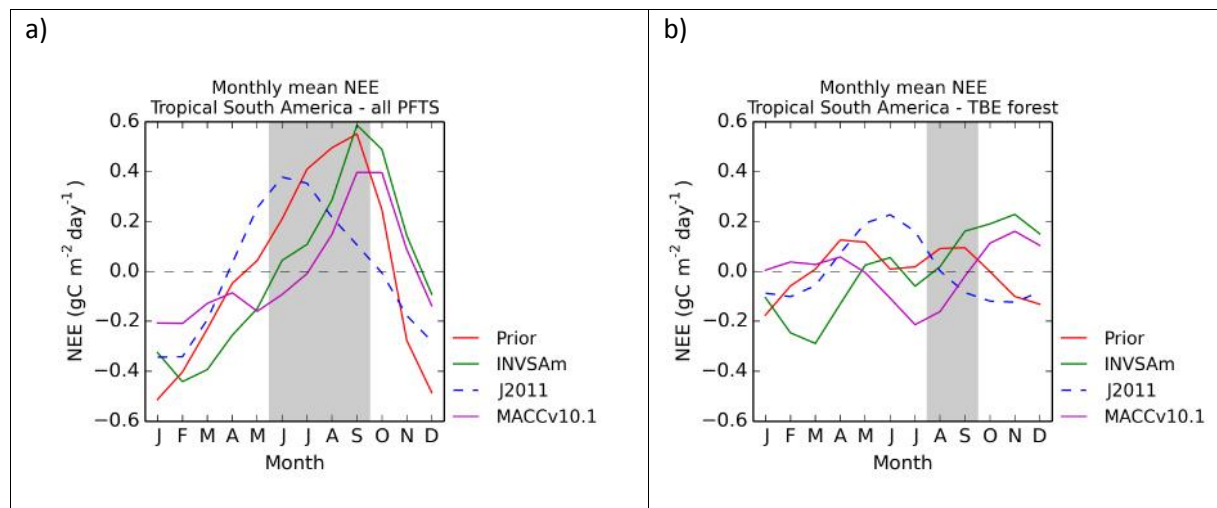 a)
Monthly mean NEE
Tropical South America - all PFTS
0.6
0.4
0.2
0.0
−0.2
−0.4
−0.6
NEE (gC m⁻² day⁻¹)
J F M A M J J A S O N D
Month
Prior
INVSAm
J2011
MACCv10.1
b)
Monthly mean NEE
Tropical South America - TBE forest
0.6
0.4
0.2
0.0
−0.2
−0.4
−0.6
NEE (gC m⁻² day⁻¹)
J F M A M J J A S O N D
Month
Prior
INVSAm
J2011
MACCv10.1